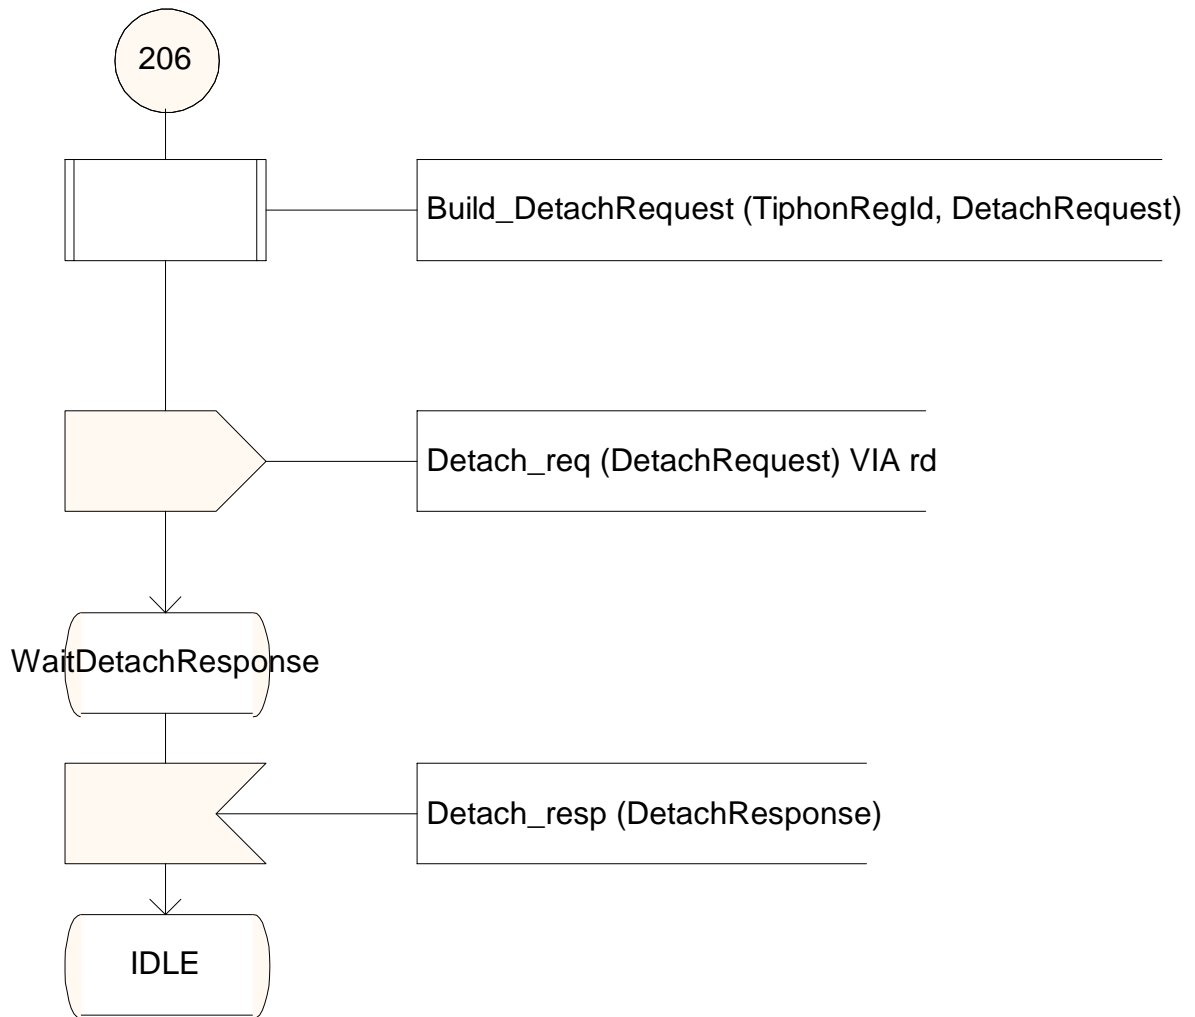 206
Build_DetachRequest (TiphonRegId, DetachRequest)
Detach_req (DetachRequest) VIA rd
WaitDetachResponse
Detach_resp (DetachResponse)
IDLE